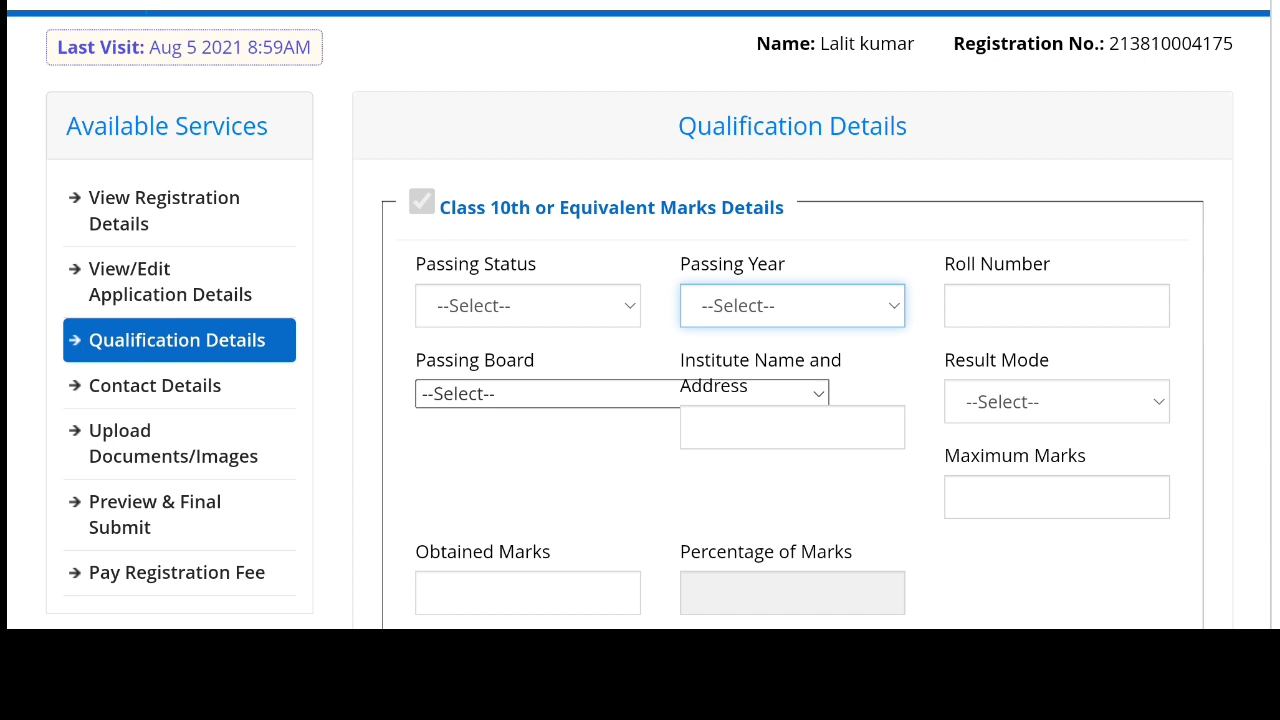 Last Visit: Aug 5 2021 8:59AM
Name: Lalit kumar
Registration No.: 213810004175
Available Services
View Registration
Details
View/Edit
Application Details
Qualification Details
Contact Details
Upload
Documents/Images
Preview & Final
Submit
Pay Registration Fee
Qualification Details
Class 10th or Equivalent Marks Details
Passing Status
--Select--
Passing Year
--Select--
Roll Number
Passing Board
--Select--
Institute Name and
Address
Result Mode
--Select--
Maximum Marks
Obtained Marks
Percentage of Marks